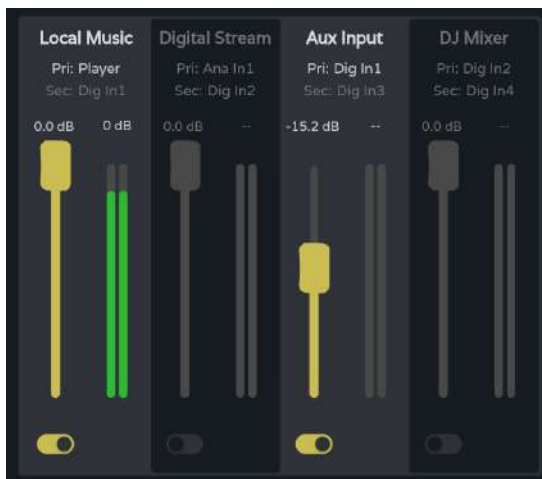 Local Music
Pri: Player
Sec: Dig In1
0.0 dB 0 dB
Digital Stream
Pri: Ana In1
Sec: Dig In2
0.0 dB --
Aux Input
Pri: Dig In1
Sec: Dig In3
-15.2 dB --
DJ Mixer
Pri: Dig In2
Sec: Dig In4
0.0 dB --